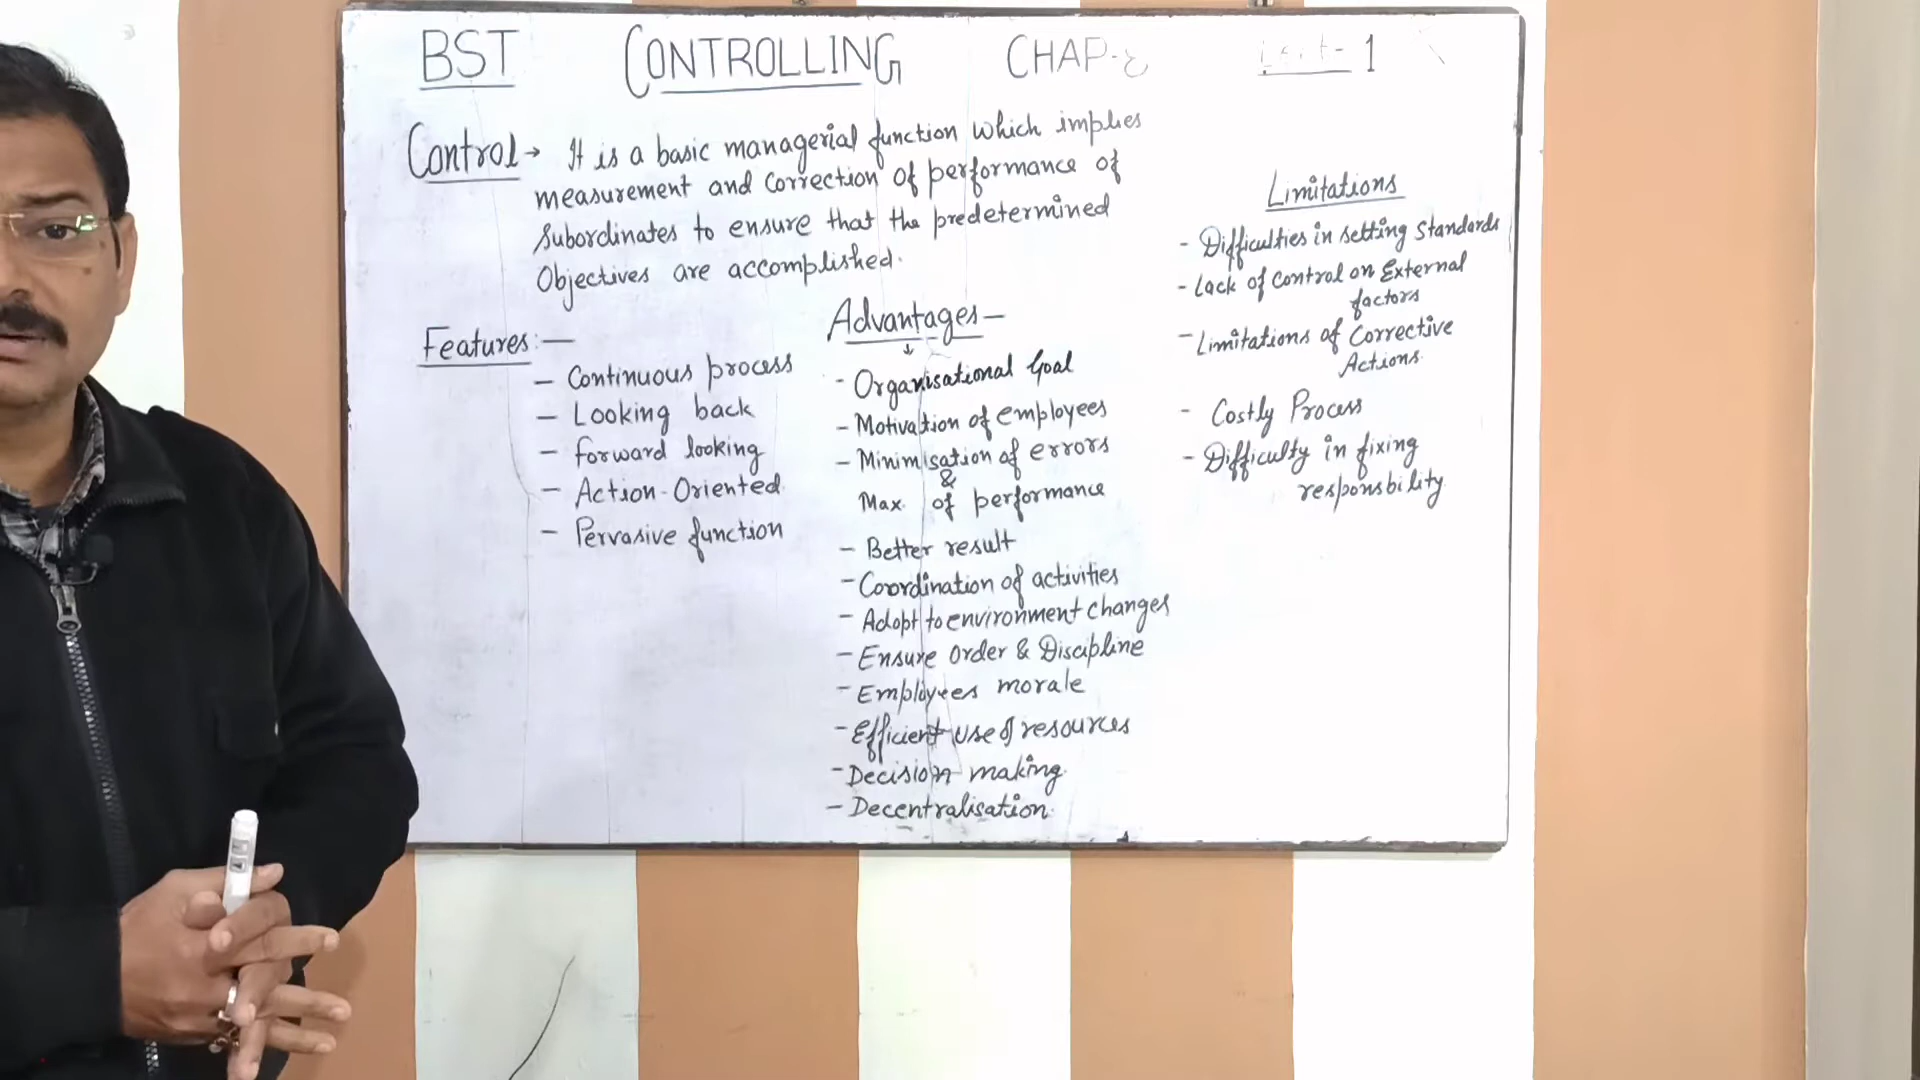 BST CONTROLLING CHAP-8 1
Control → It is a basic managerial function which implies
measurement and correction of performance of
Subordinates to ensure that the predetermined
Objectives are accomplished.
Features:—
— Continuous process
— Looking back
— forward looking
— Action-Oriented
— Pervasive function
Advantages—
↓
- Organisational Goal
- Motivation of employees
- Minimisation of errors
&
Max. of performance
- Better result
- Coordination of activities
- Adopt to environment changes
- Ensure Order & Discipline
- Employees morale
- Efficient use of resources
- Decision making
- Decentralisation.
Limitations
- Difficulties in setting Standards
- Lack of Control on External
factors
- Limitations of Corrective
Actions.
- Costly Process
- Difficulty in fixing
responsbility.